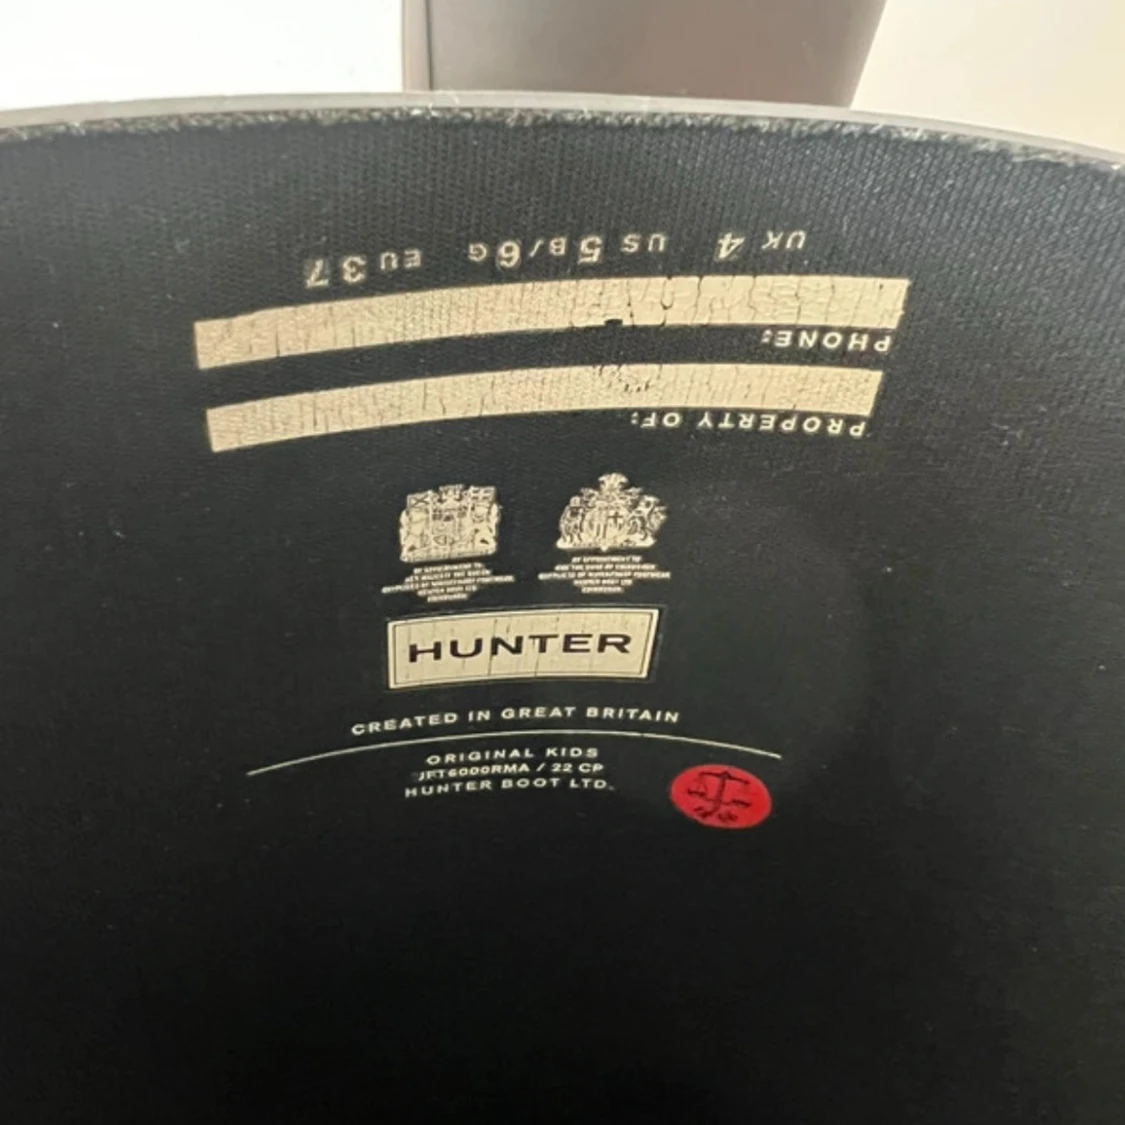 UK 4 US 5B/6G EU 37
PHONE:
PROPERTY OF:
HUNTER
CREATED IN GREAT BRITAIN
ORIGINAL KIDS
JFT6000RMA / 22 CP
HUNTER BOOT LTD.